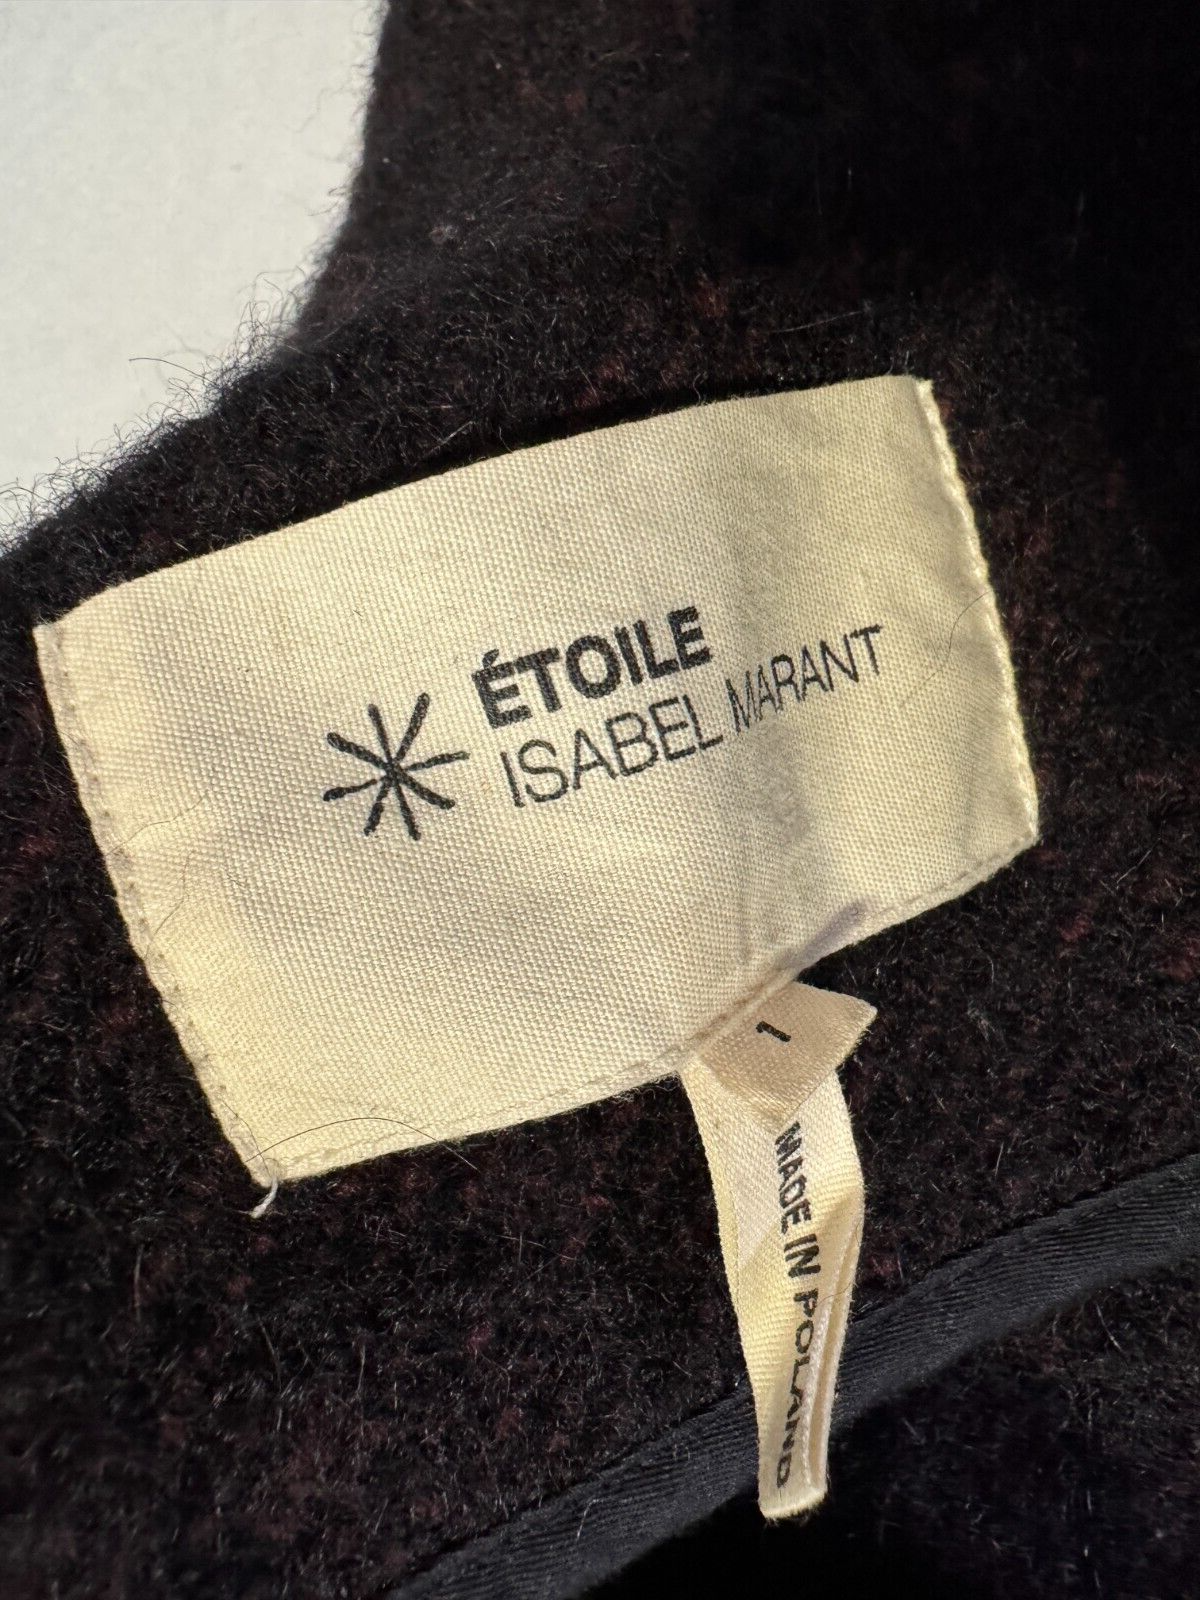 ÉTOILE
ISABEL MARANT
1
MADE IN POLAND